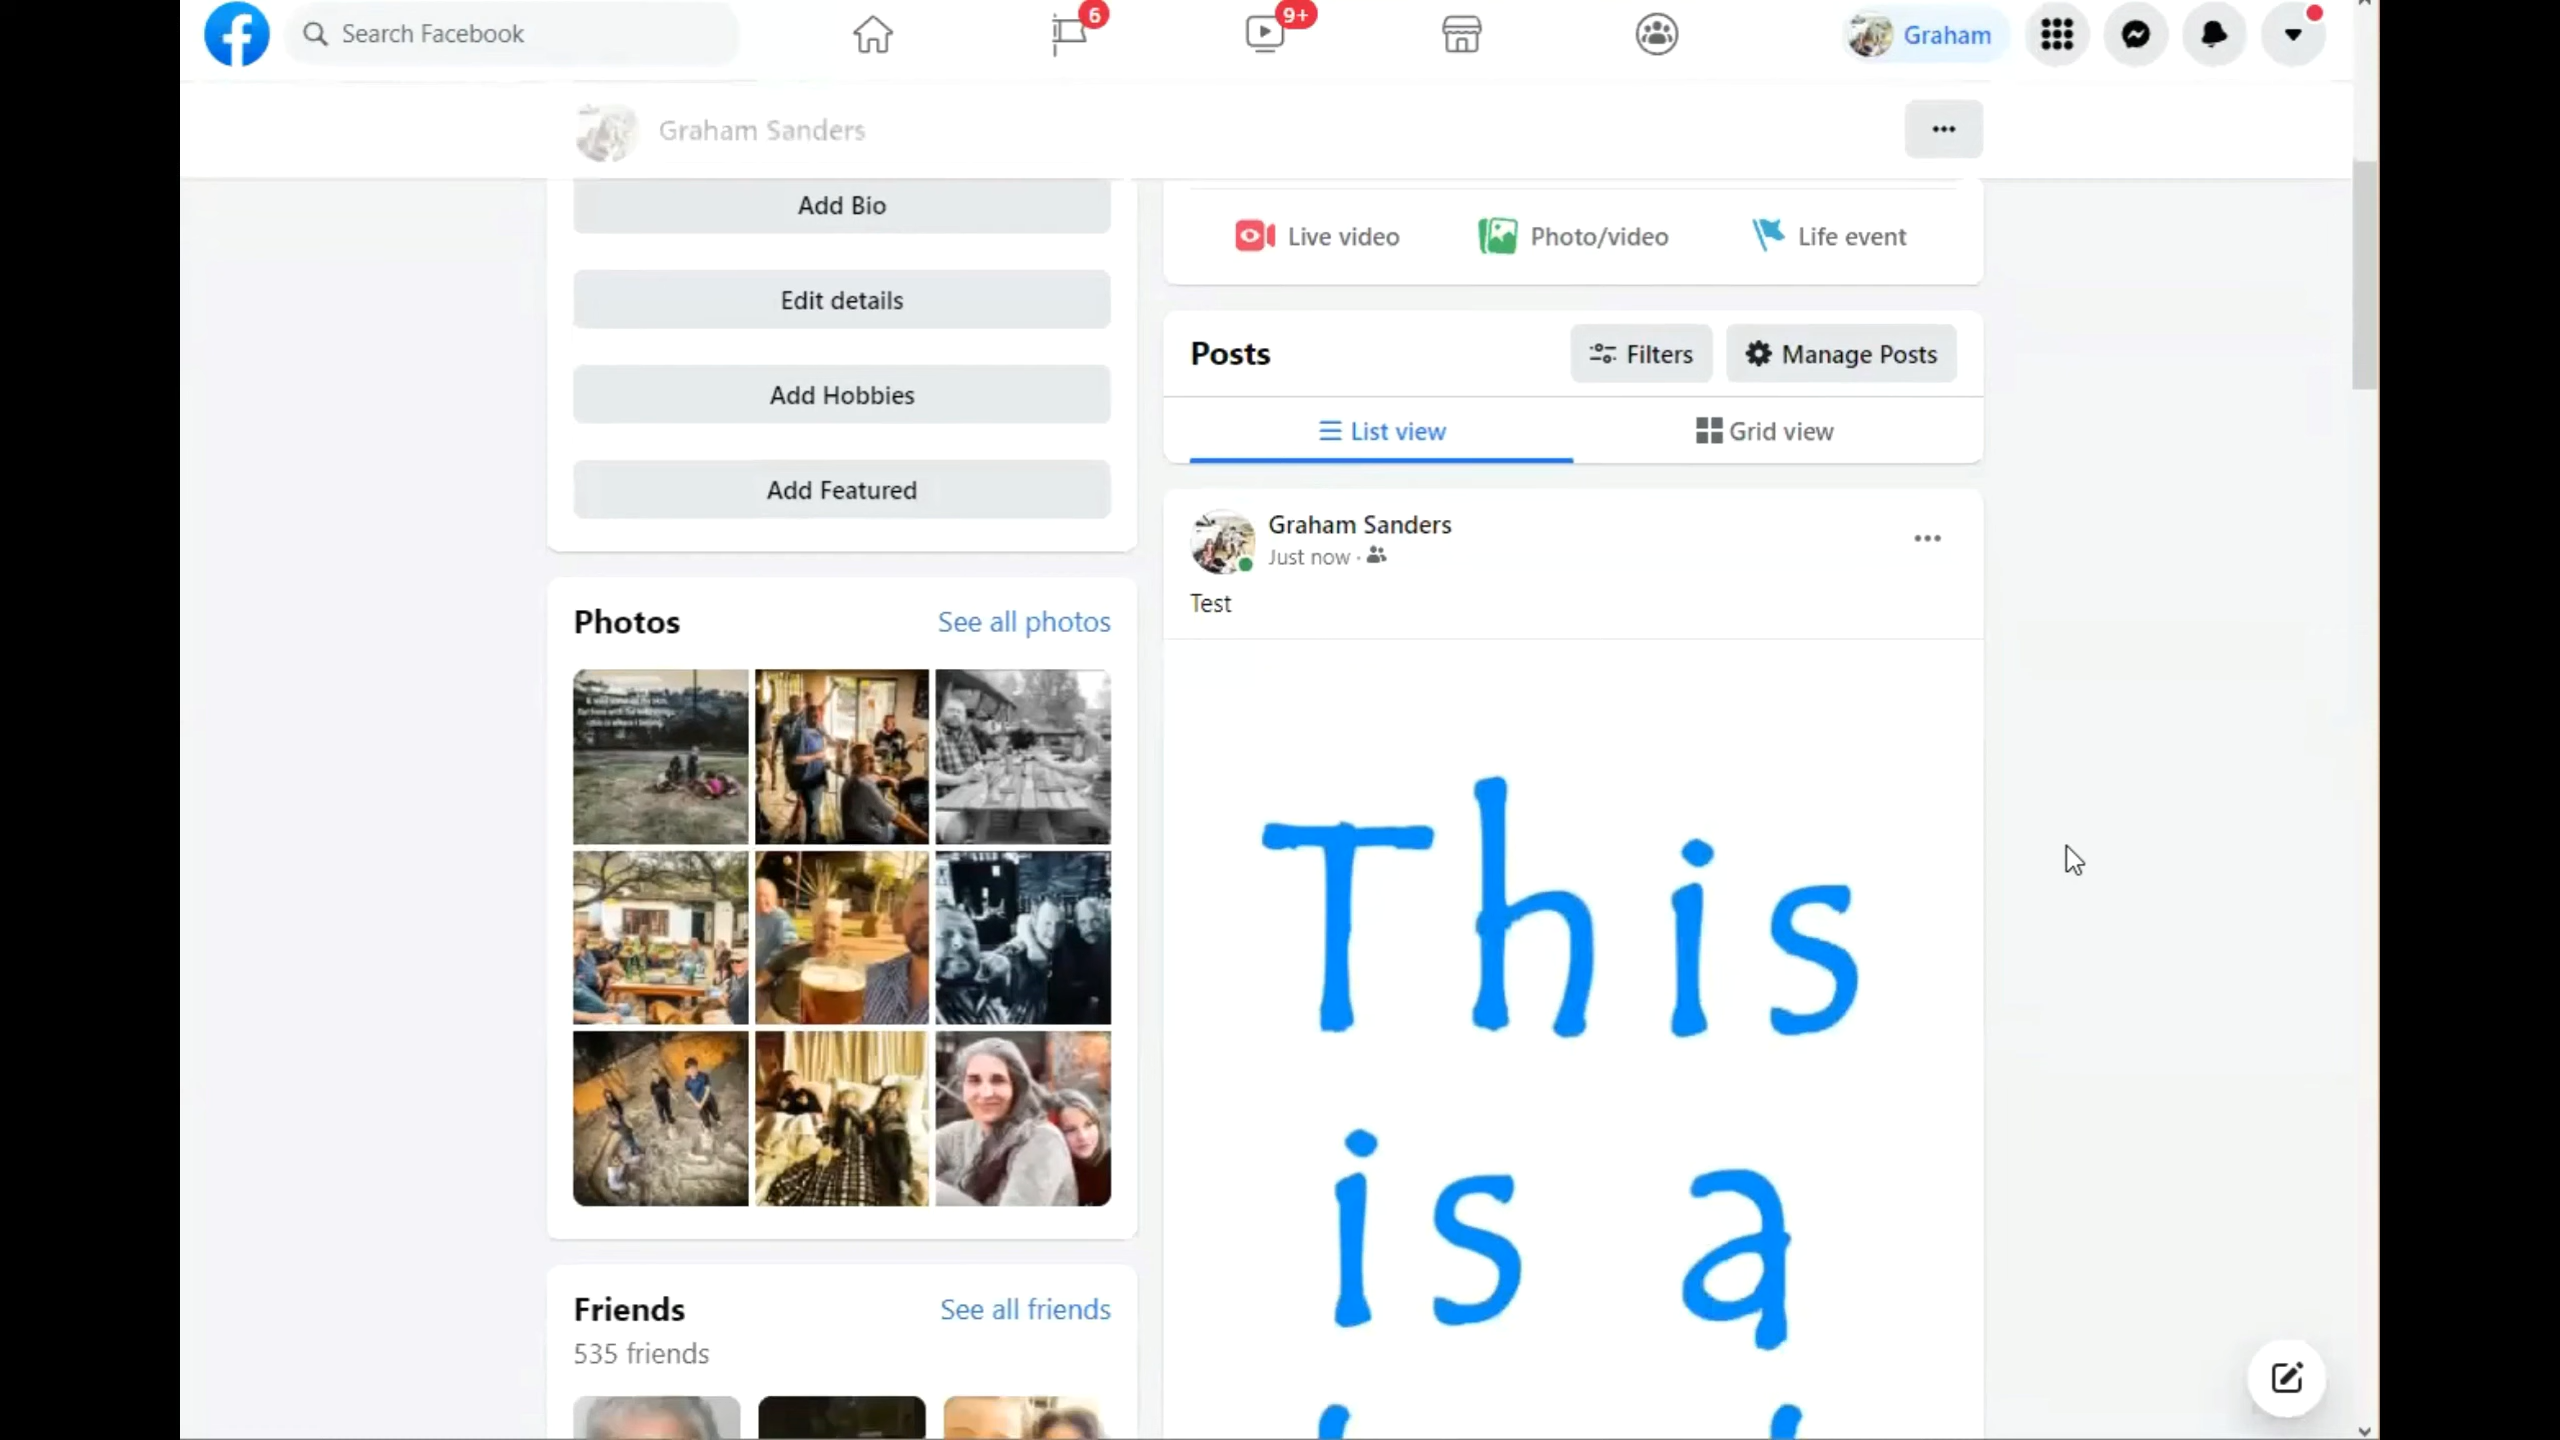 Search Facebook
6
9+
Graham
Graham Sanders
Add Bio
Edit details
Add Hobbies
Add Featured
Photos
See all photos
Friends
See all friends
535 friends
Live video
Photo/video
Life event
Posts
Filters
Manage Posts
List view
Grid view
Graham Sanders
Just now ·
Test
This
is a